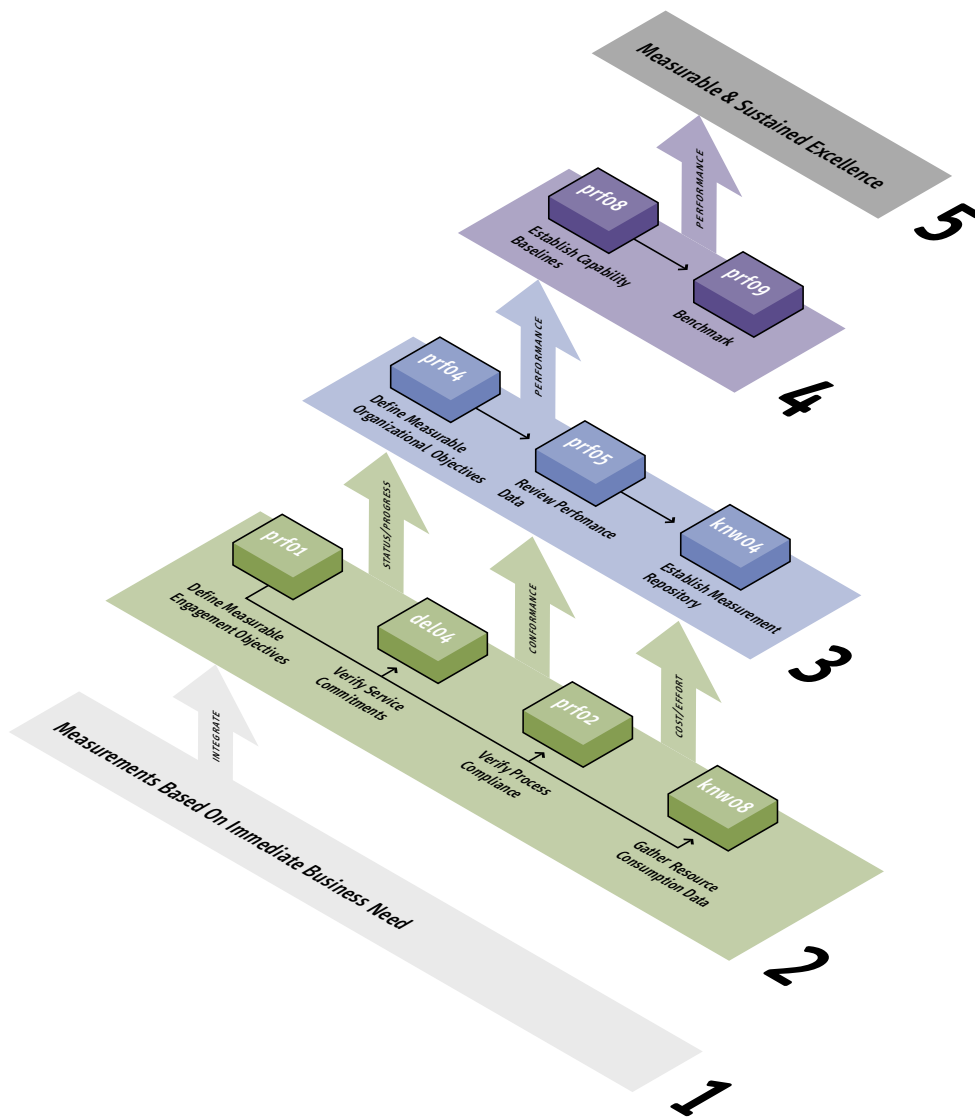 Measurable & Sustained Excellence
5
PERFORMANCE
prf08
Establish Capability
Baselines
prf09
Benchmark
4
PERFORMANCE
prf04
Define Measurable
Organizational Objectives
prf05
Review Perfomance
Data
knw04
Establish Measurement
Repository
3
STATUS/PROGRESS
CONFORMANCE
COST/EFFORT
prf01
Define Measurable
Engagement Objectives
del04
Verify Service
Commitments
prf02
Verify Process
Compliance
knw08
Gather Resource
Consumption Data
2
INTEGRATE
Measurements Based On Immediate Business Need
1